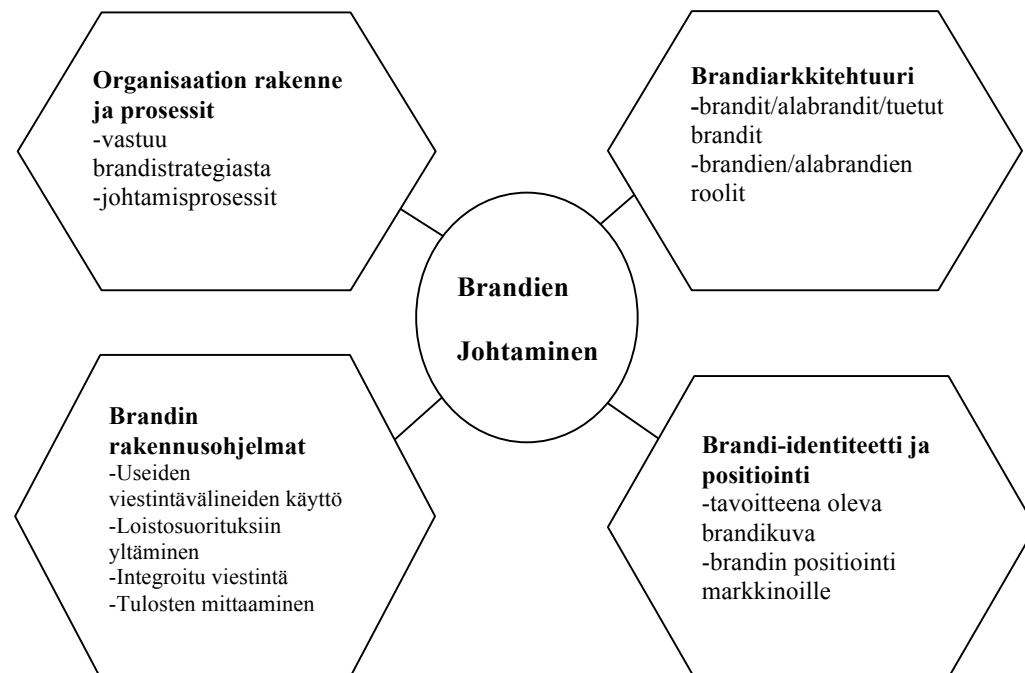 Organisaation rakenne
ja prosessit
-vastuu
brandistrategiasta
-johtamisprosessit
Brandiarkkitehtuuri
-brandit/alabrandit/tuetut
brandit
-brandien/alabrandien
roolit
Brandien
Johtaminen
Brandin
rakennusohjelmat
-Useiden
viestintävälineiden käyttö
-Loistosuorituksiin
yltäminen
-Integroitu viestintä
-Tulosten mittaaminen
Brandi-identiteetti ja
positiointi
-tavoitteena oleva
brandikuva
-brandin positiointi
markkinoille